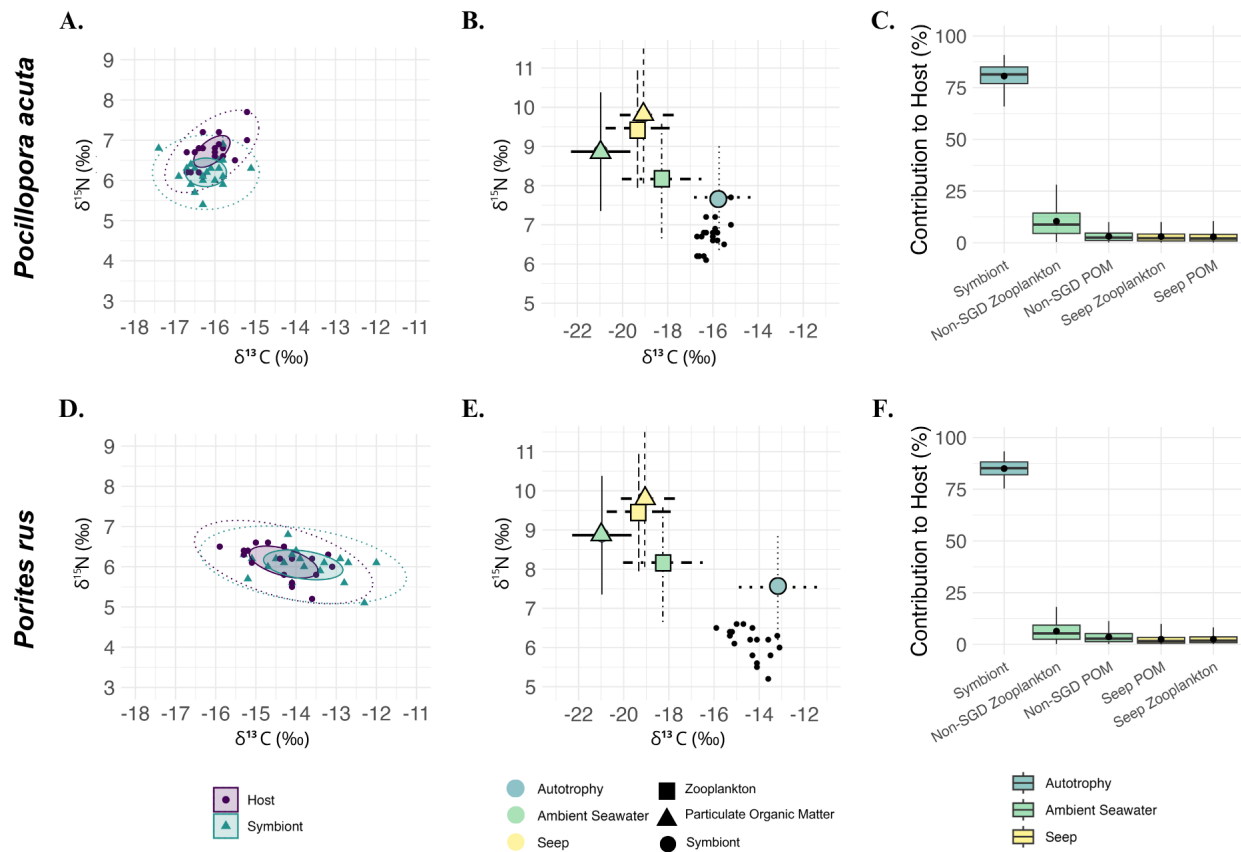 A.
B.
C.
Pocillopora acuta
δ¹⁵N (‰)
9
8
7
6
5
4
3
-18 -17 -16 -15 -14 -13 -12 -11
δ¹³C (‰)
δ¹⁵N (‰)
11
10
9
8
7
6
5
-22 -20 -18 -16 -14 -12
δ¹³C (‰)
Contribution to Host (%)
100
75
50
25
0
Symbiont
Non-SGD Zooplankton
Non-SGD POM
Seep Zooplankton
Seep POM
D.
E.
F.
Porites rus
δ¹⁵N (‰)
9
8
7
6
5
4
3
-18 -17 -16 -15 -14 -13 -12 -11
δ¹³C (‰)
δ¹⁵N (‰)
11
10
9
8
7
6
5
-22 -20 -18 -16 -14 -12
δ¹³C (‰)
Contribution to Host (%)
100
75
50
25
0
Symbiont
Non-SGD Zooplankton
Non-SGD POM
Seep POM
Seep Zooplankton
Host
Symbiont
Autotrophy
Ambient Seawater
Seep
Zooplankton
Particulate Organic Matter
Symbiont
Autotrophy
Ambient Seawater
Seep